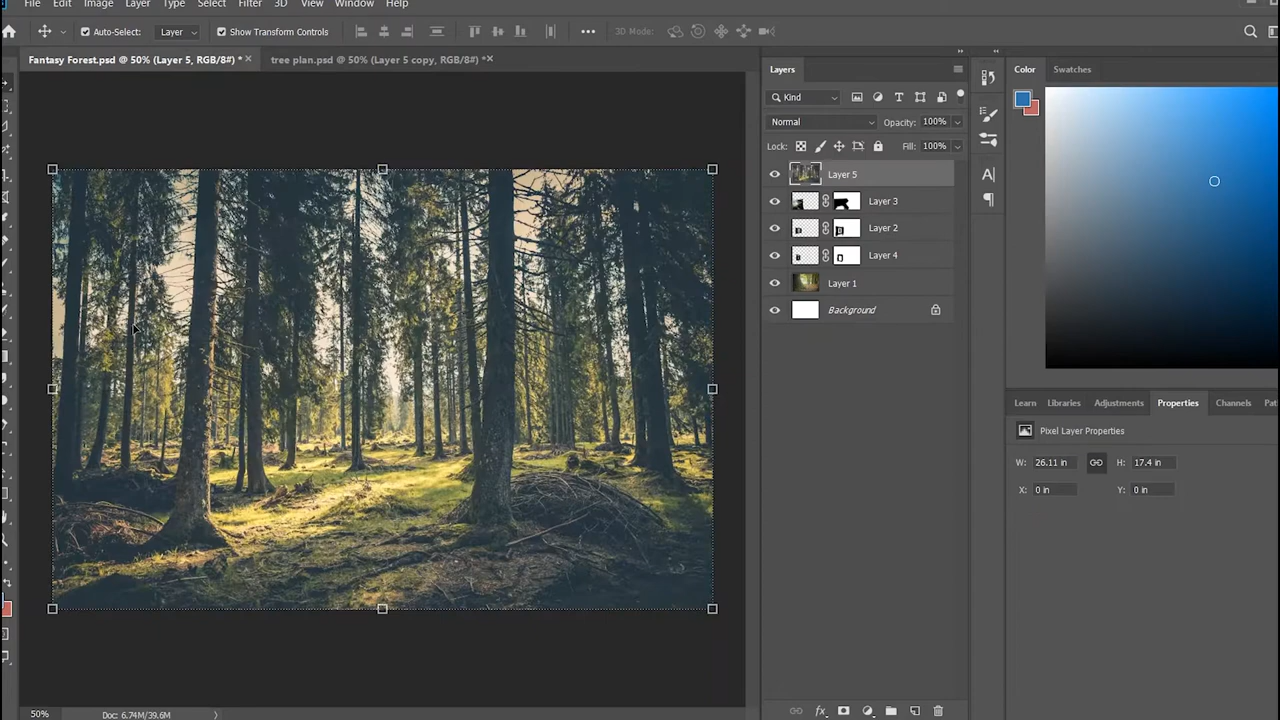 File Edit Image Layer Type Select Filter 3D View Window Help
Auto-Select: Layer Show Transform Controls 3D Mode:
Fantasy Forest.psd @ 50% (Layer 5, RGB/8#) * × tree plan.psd @ 50% (Layer 5 copy, RGB/8#) *×
Layers
Kind
Normal Opacity: 100%
Lock: Fill: 100%
Layer 5
Layer 3
Layer 2
Layer 4
Layer 1
Background
Color Swatches
Learn Libraries Adjustments Properties Channels Pat
Pixel Layer Properties
W: 26.11 in H: 17.4 in
X: 0 in Y: 0 in
50% Doc: 6.74M/39.6M